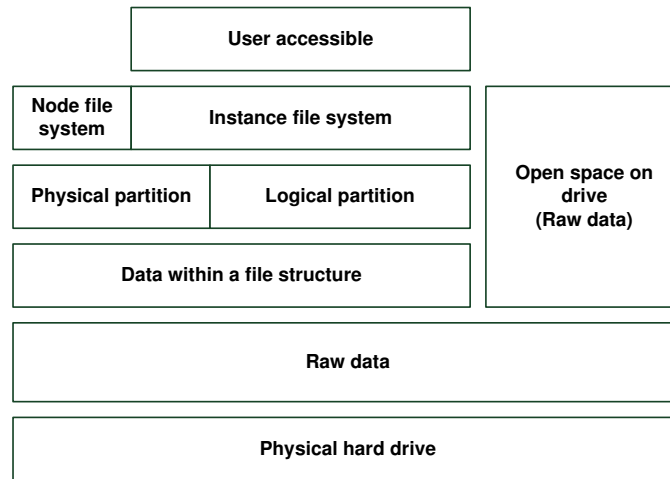 User accessible
Node file
system
Instance file system
Open space on
drive
(Raw data)
Physical partition
Logical partition
Data within a file structure
Raw data
Physical hard drive